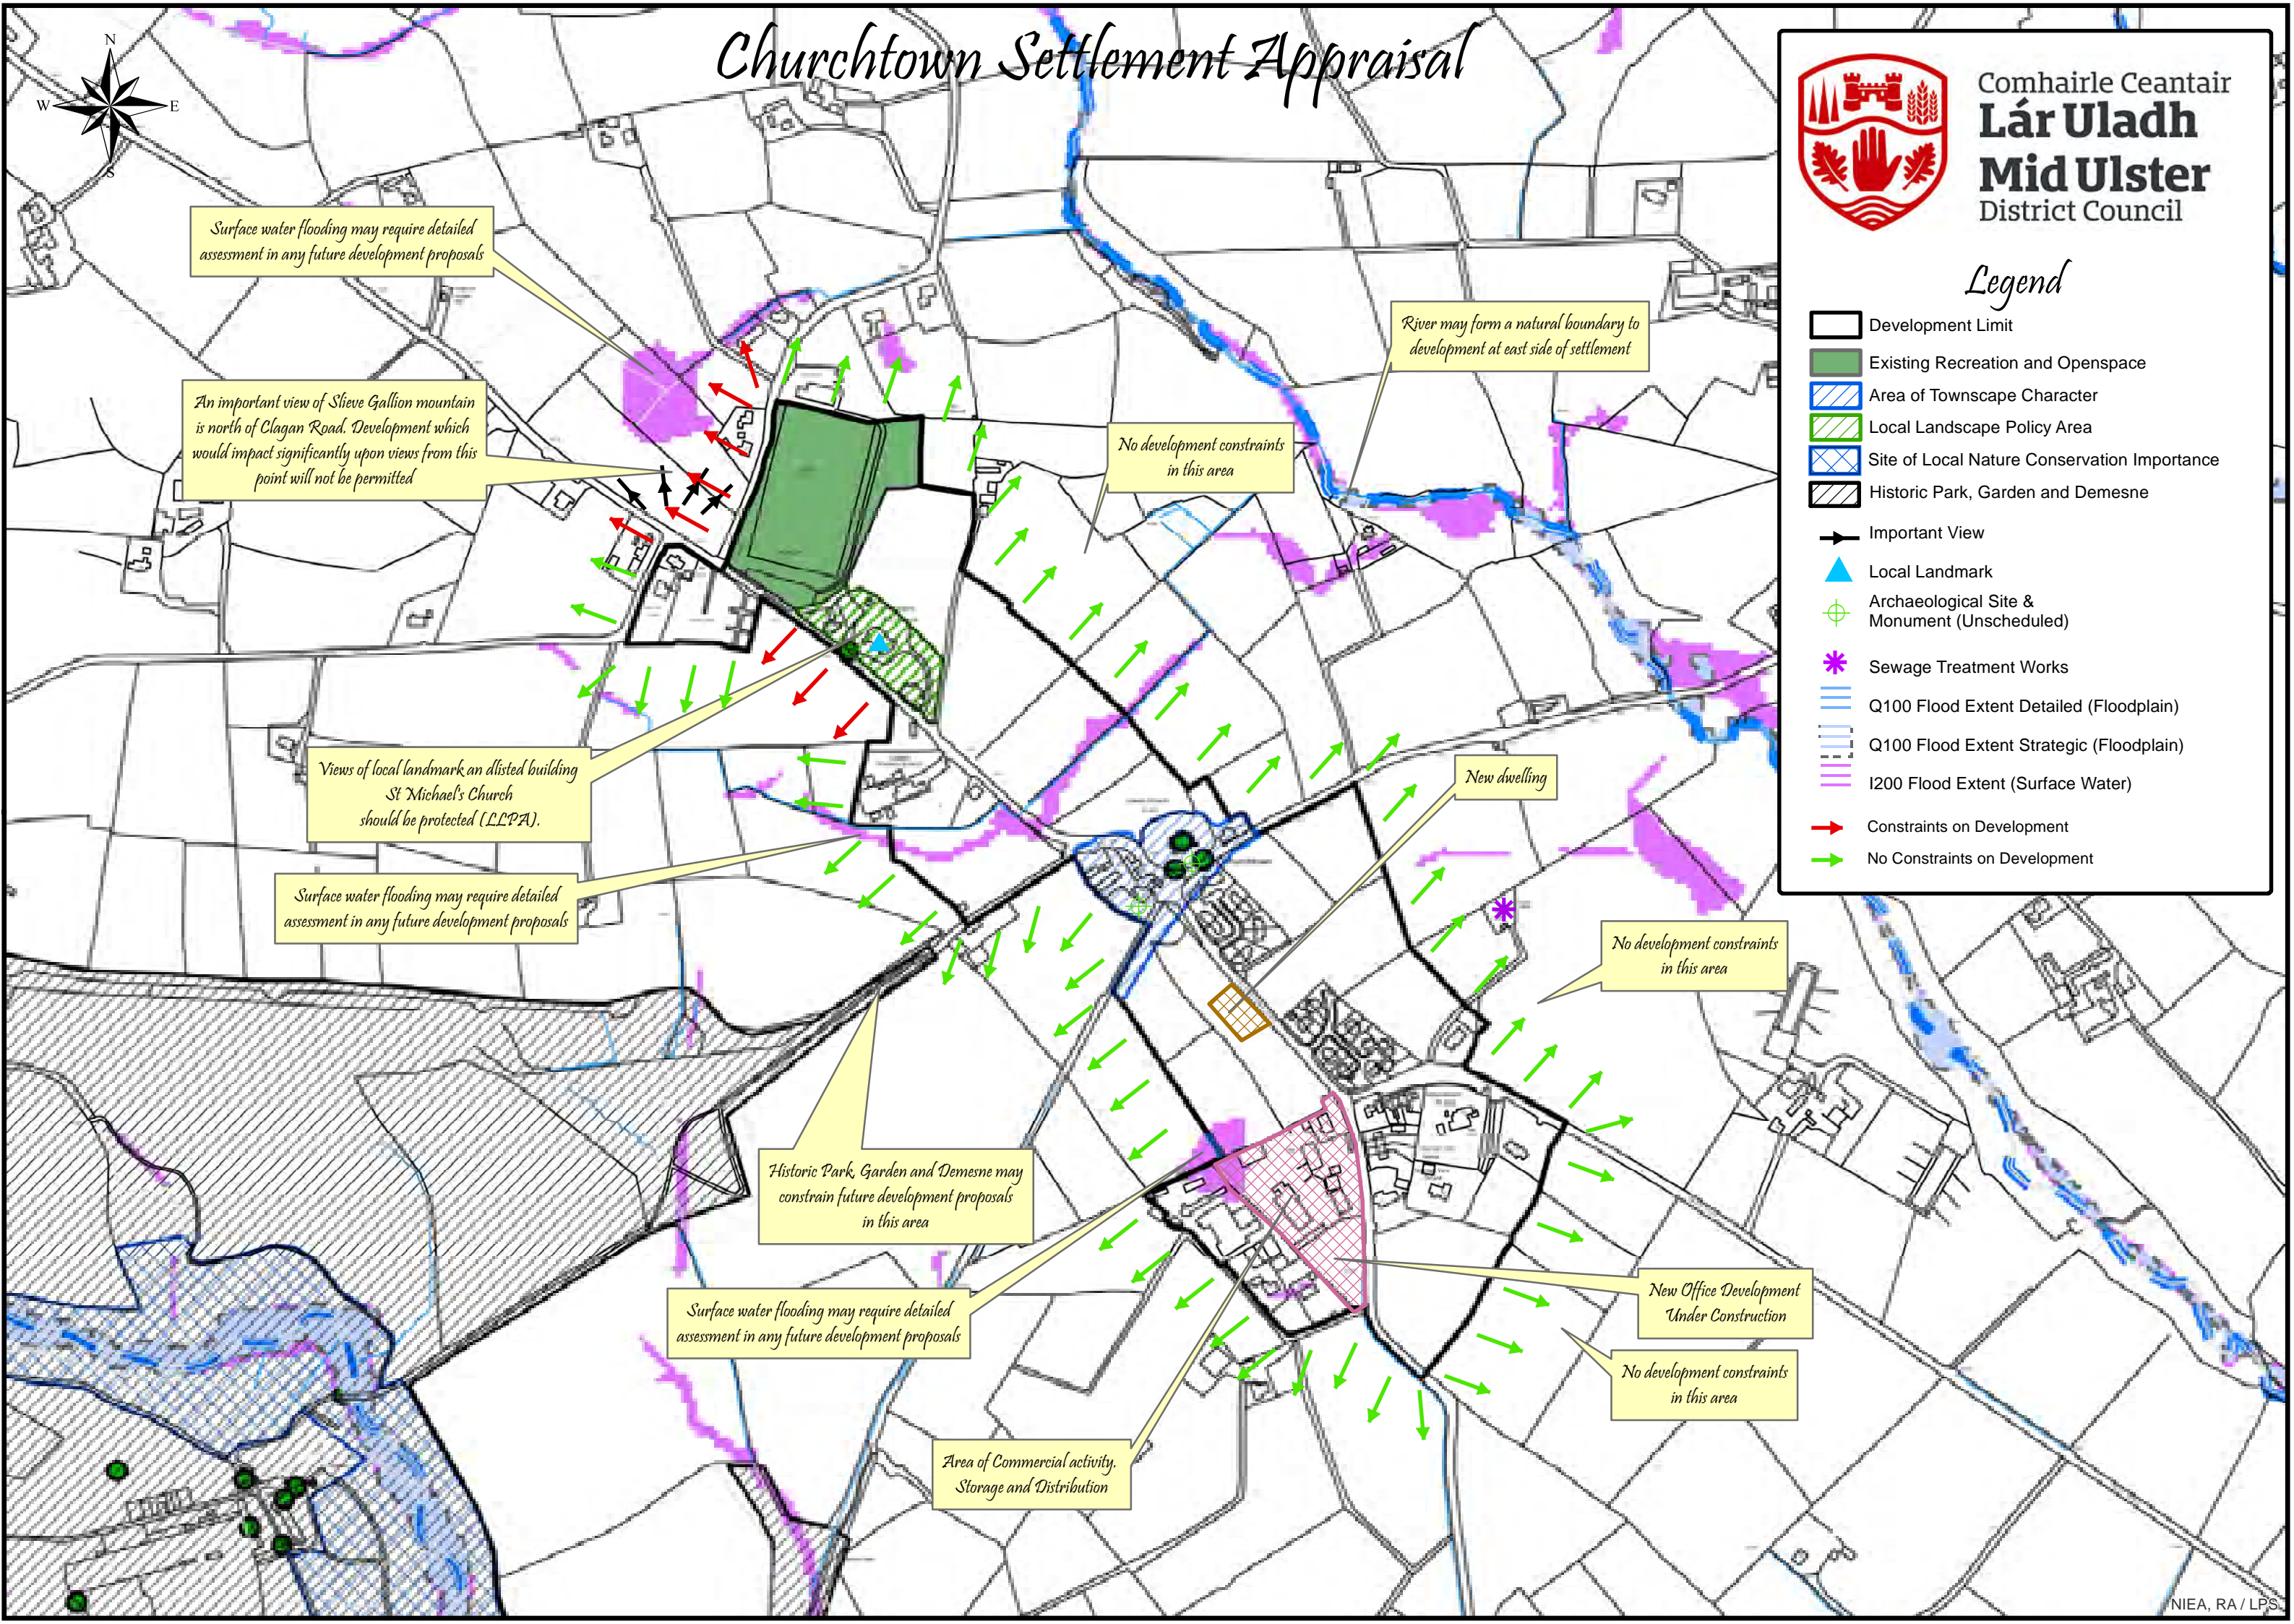 Churchtown Settlement Appraisal
N
W
E
S
Comhairle Ceantair
Lár Uladh
Mid Ulster
District Council
Legend
Development Limit
Existing Recreation and Openspace
Area of Townscape Character
Local Landscape Policy Area
Site of Local Nature Conservation Importance
Historic Park, Garden and Demesne
Important View
Local Landmark
Archaeological Site &
Monument (Unscheduled)
Sewage Treatment Works
Q100 Flood Extent Detailed (Floodplain)
Q100 Flood Extent Strategic (Floodplain)
I200 Flood Extent (Surface Water)
Constraints on Development
No Constraints on Development
Surface water flooding may require detailed
assessment in any future development proposals
An important view of Slieve Gallion mountain
is north of Clagan Road. Development which
would impact significantly upon views from this
point will not be permitted
River may form a natural boundary to
development at east side of settlement
No development constraints
in this area
Views of local landmark an dlisted building
St Michael's Church
should be protected (LLPA).
New dwelling
Surface water flooding may require detailed
assessment in any future development proposals
No development constraints
in this area
Historic Park, Garden and Demesne may
constrain future development proposals
in this area
Surface water flooding may require detailed
assessment in any future development proposals
New Office Development
Under Construction
No development constraints
in this area
Area of Commercial activity.
Storage and Distribution
NIEA, RA / LPS